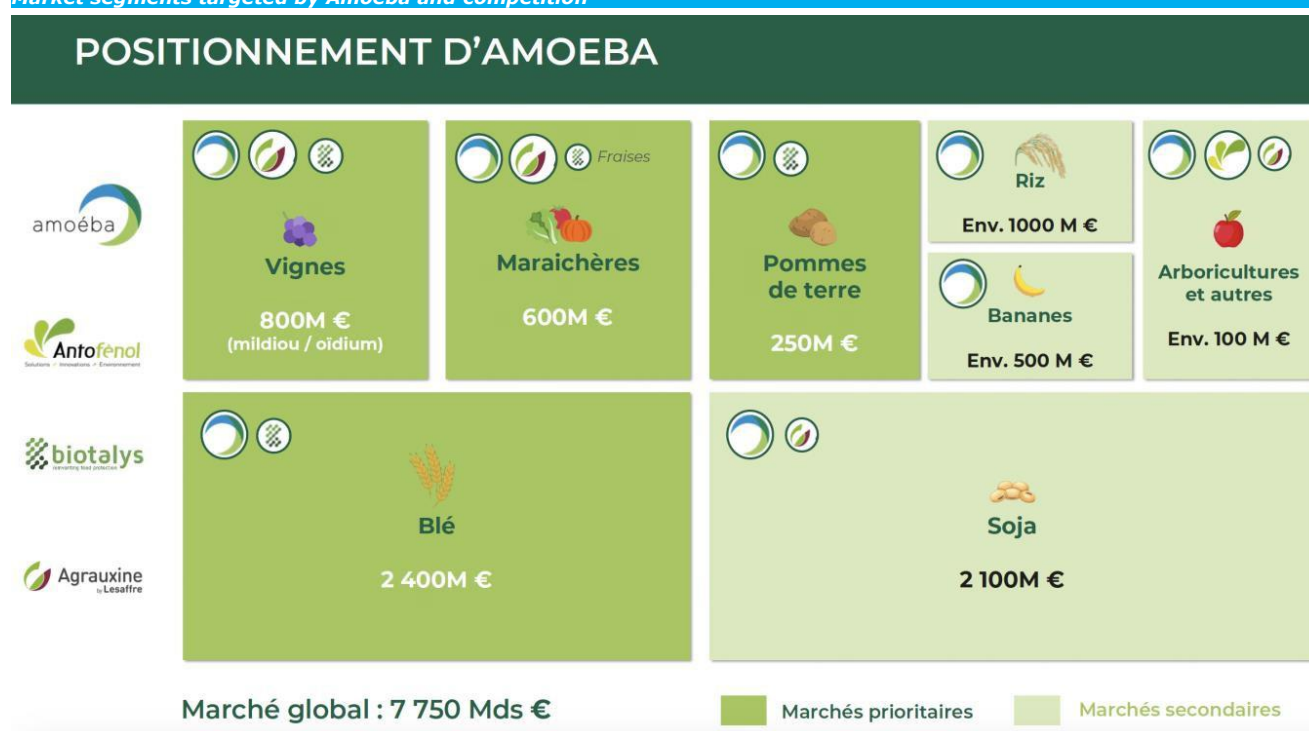 Market segments targeted by Amoeba and competition
POSITIONNEMENT D'AMOEBA
amoéba
Antofénol
Solutions / Innovations / Environnement
biotalys
Agrauxine
by Lesaffre
Vignes
800M €
(mildiou / oïdium)
Fraises
Maraichères
600M €
Pommes
de terre
250M €
Riz
Env. 1000 M €
Bananes
Env. 500 M €
Arboricultures
et autres
Env. 100 M €
Blé
2 400M €
Soja
2 100M €
Marché global : 7 750 Mds €
Marchés prioritaires
Marchés secondaires